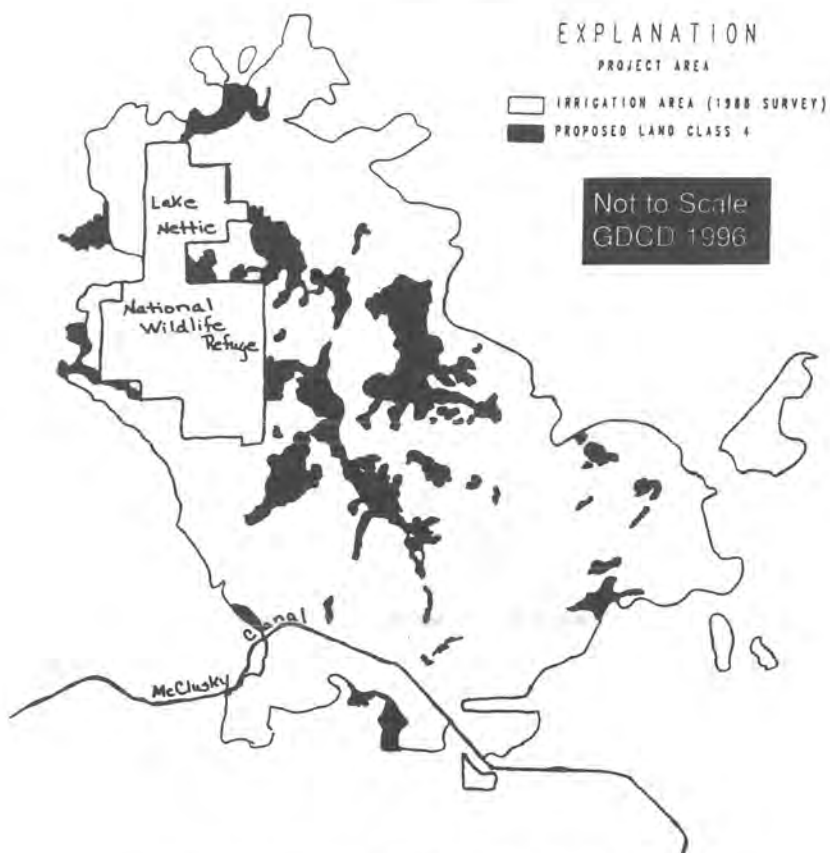 EXPLANATION
PROJECT AREA
IRRIGATION AREA (1988 SURVEY)
PROPOSED LAND CLASS 4
Not to Scale
GDCD 1996
Lake
Nettie
National
Wildlife
Refuge
Canal
McClusky